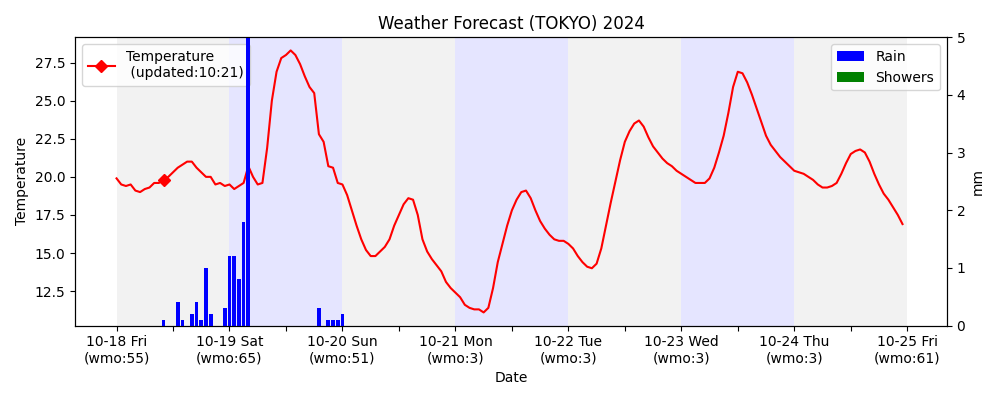 Weather Forecast (TOKYO) 2024
Temperature
(updated:10:21)
Rain
Showers
27.5
25.0
22.5
20.0
17.5
15.0
12.5
Temperature
5
4
3
2
1
0
mm
10-18 Fri
(wmo:55)
10-19 Sat
(wmo:65)
10-20 Sun
(wmo:51)
10-21 Mon
(wmo:3)
10-22 Tue
(wmo:3)
10-23 Wed
(wmo:3)
10-24 Thu
(wmo:3)
10-25 Fri
(wmo:61)
Date